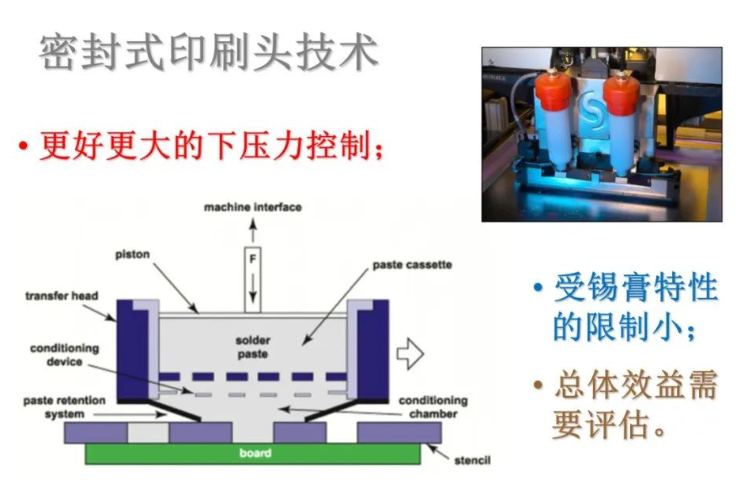 密封式印刷头技术
• 更好更大的下压力控制；
machine interface
piston
F
paste cassette
transfer head
solder
paste
conditioning
device
paste retention
system
conditioning
chamber
board
stencil
• 受锡膏特性
的限制小；
• 总体效益需
要评估。